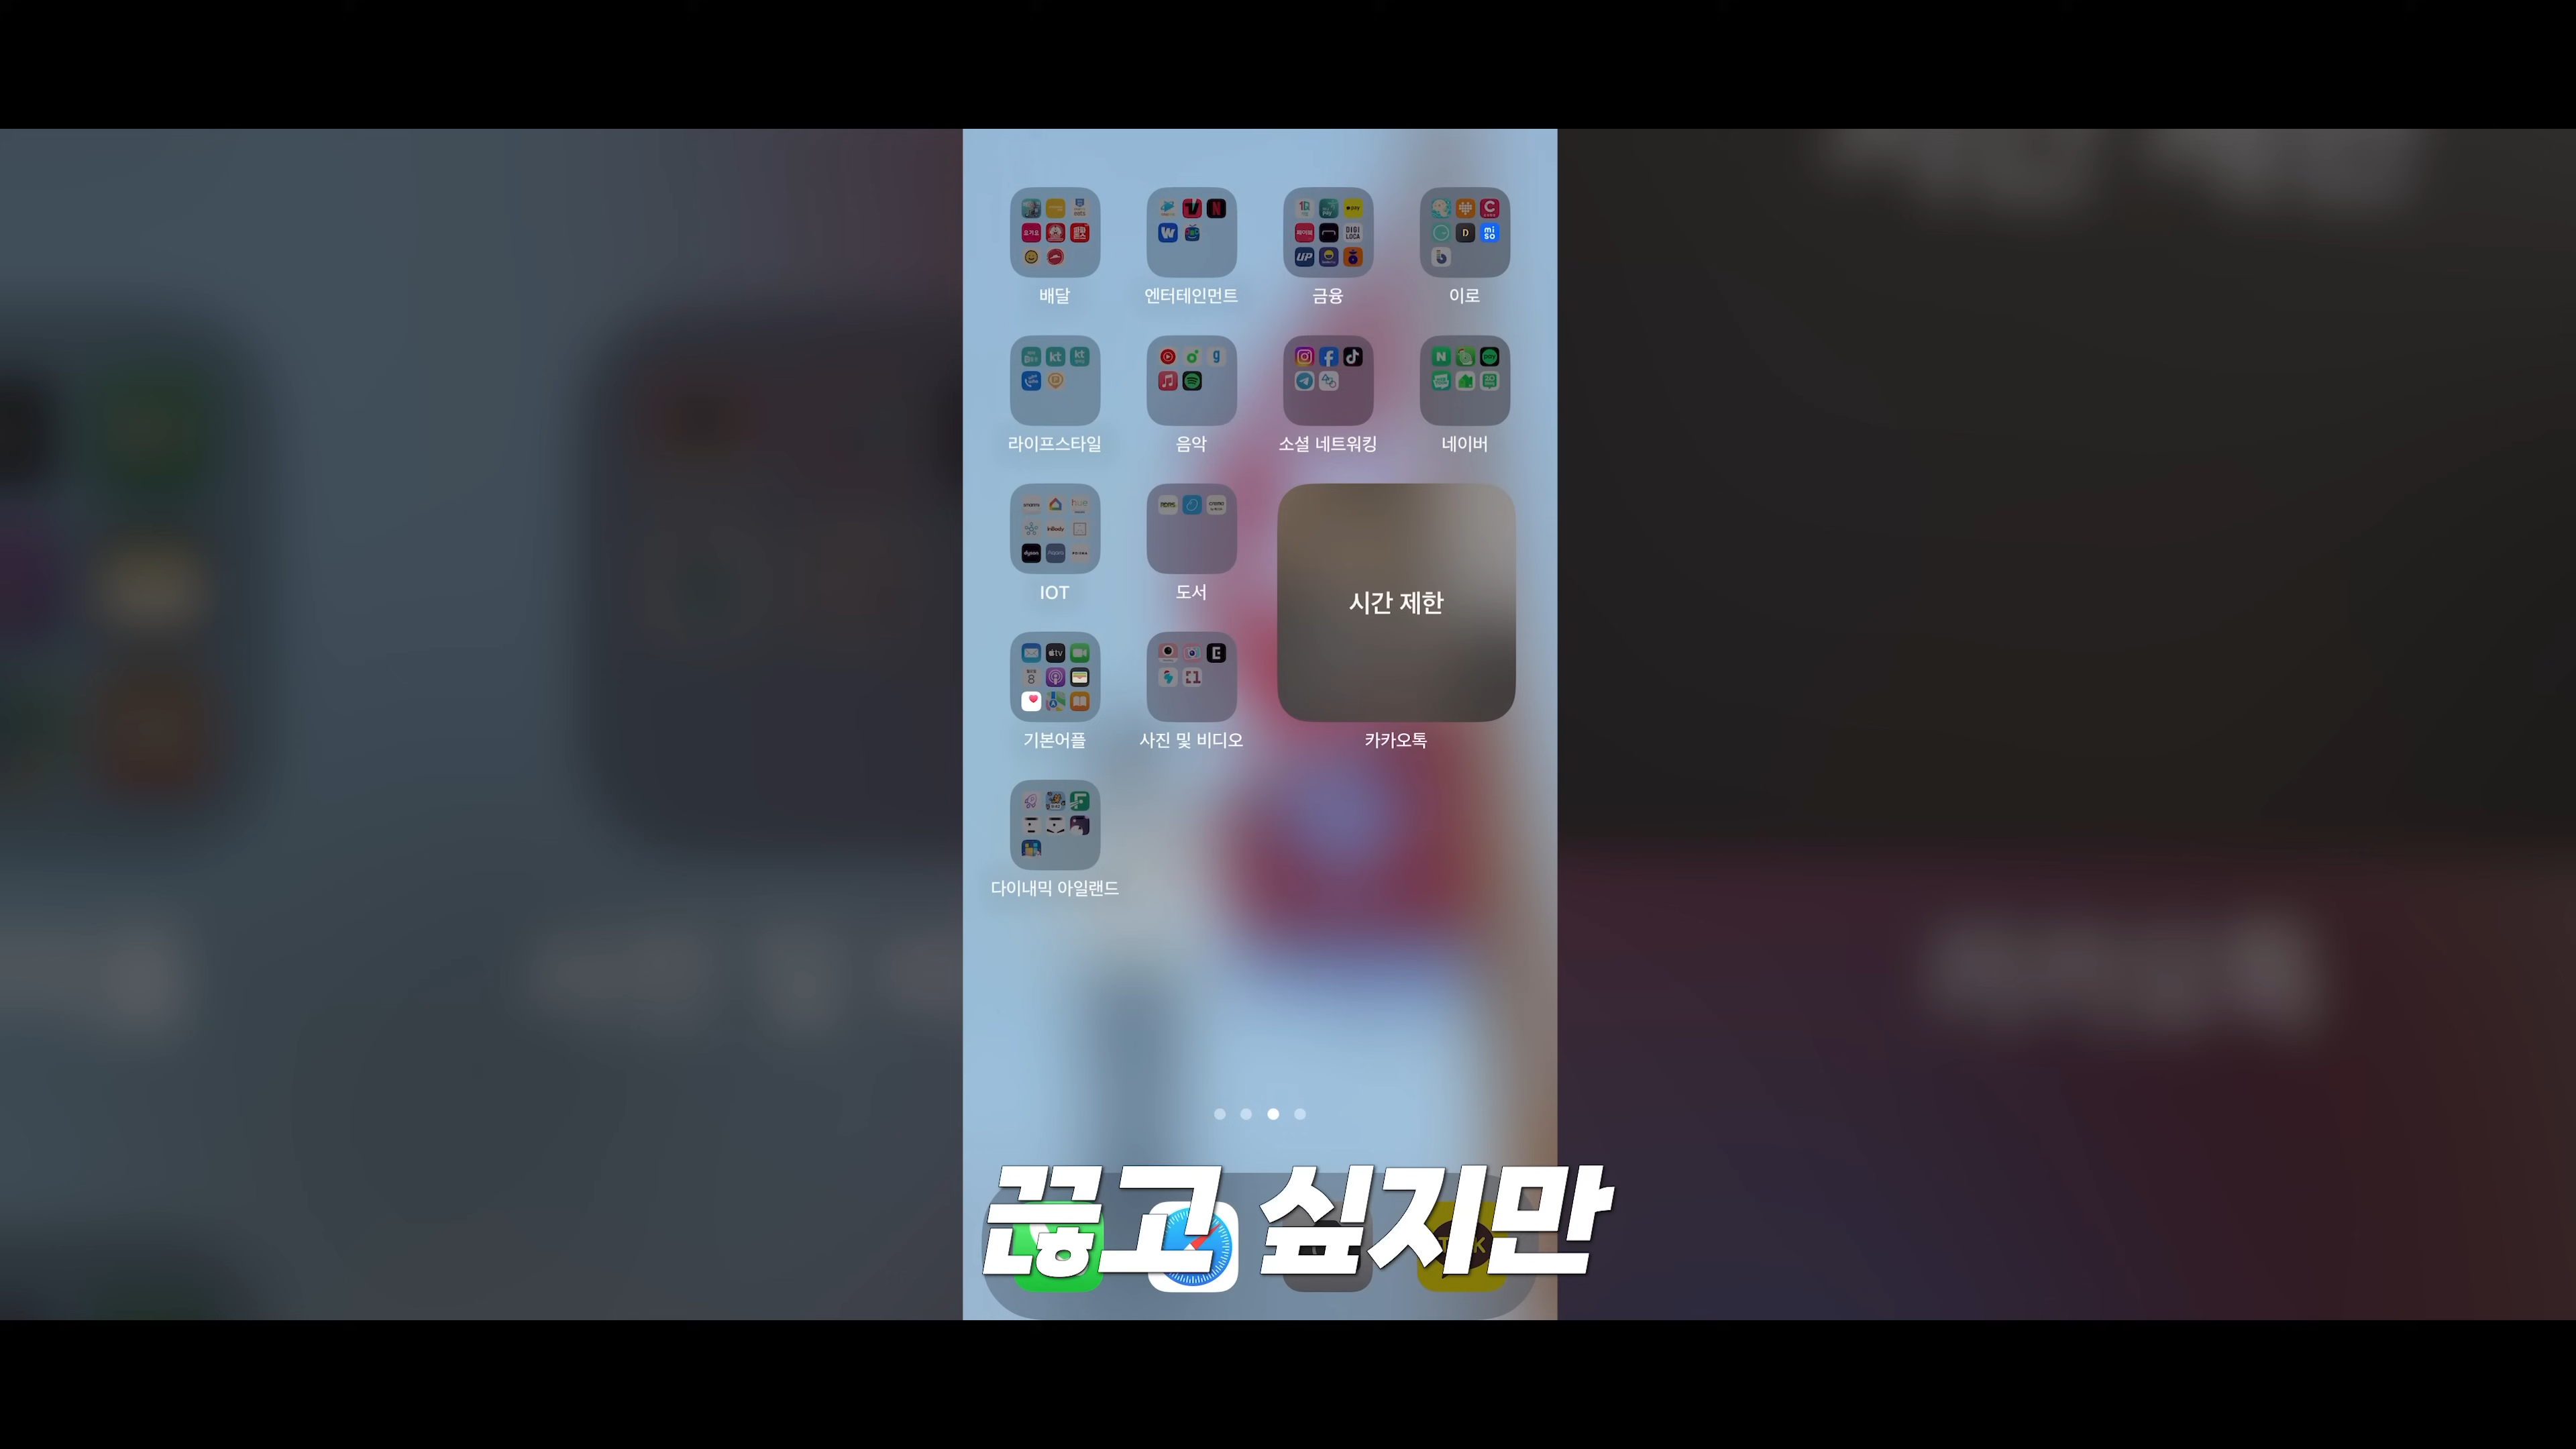 배달
엔터테인먼트
금융
이로
라이프스타일
음악
소셜 네트워킹
네이버
IOT
도서
시간 제한
기본어플
사진 및 비디오
카카오톡
다이내믹 아일랜드
끊고 싶지만